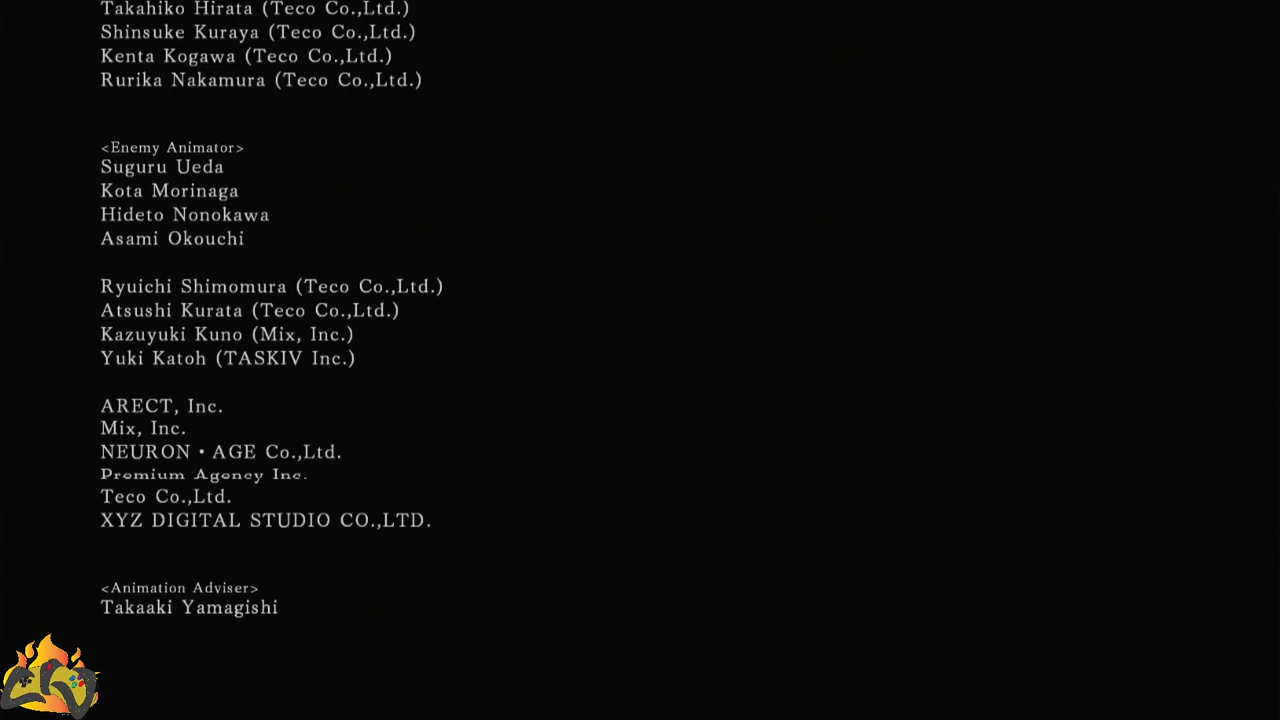 Takahiko Hirata (Teco Co.,Ltd.)
Shinsuke Kuraya (Teco Co.,Ltd.)
Kenta Kogawa (Teco Co.,Ltd.)
Rurika Nakamura (Teco Co.,Ltd.)
<Enemy Animator>
Suguru Ueda
Kota Morinaga
Hideto Nonokawa
Asami Okouchi
Ryuichi Shimomura (Teco Co.,Ltd.)
Atsushi Kurata (Teco Co.,Ltd.)
Kazuyuki Kuno (Mix, Inc.)
Yuki Katoh (TASKIV Inc.)
ARECT, Inc.
Mix, Inc.
NEURON・AGE Co.,Ltd.
Premium Agency Inc.
Teco Co.,Ltd.
XYZ DIGITAL STUDIO CO.,LTD.
<Animation Adviser>
Takaaki Yamagishi